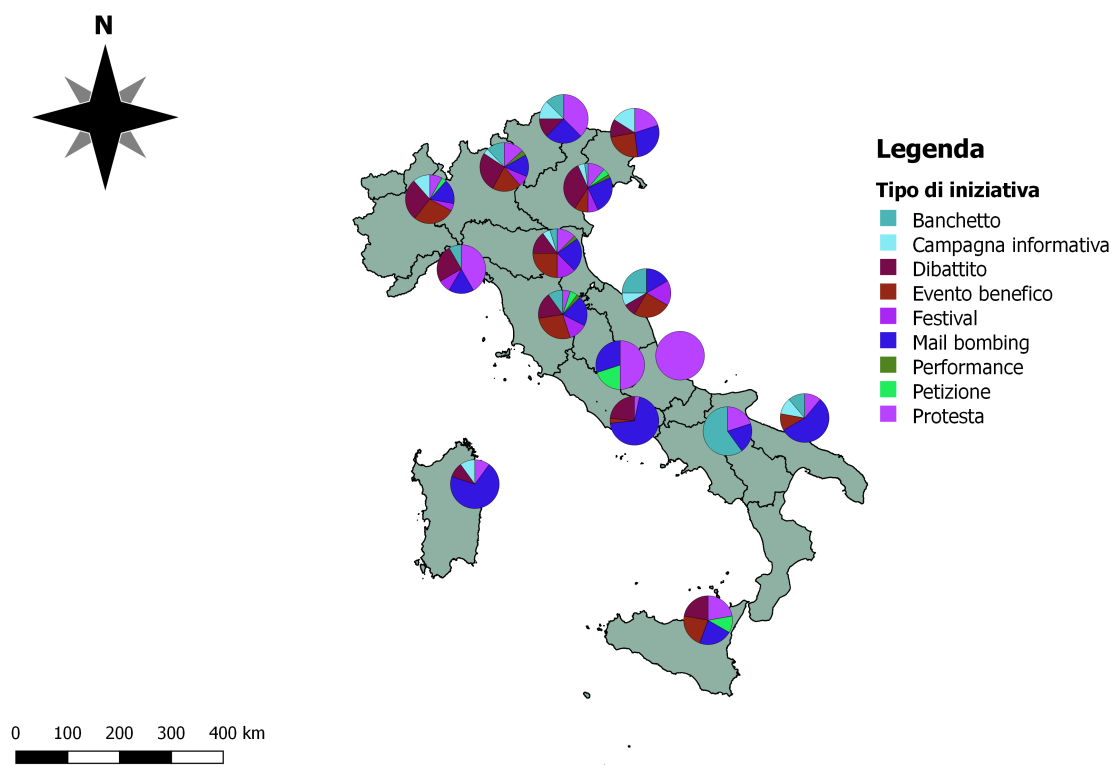 N
Legenda
Tipo di iniziativa
Banchetto
Campagna informativa
Dibattito
Evento benefico
Festival
Mail bombing
Performance
Petizione
Protesta
0 100 200 300 400 km